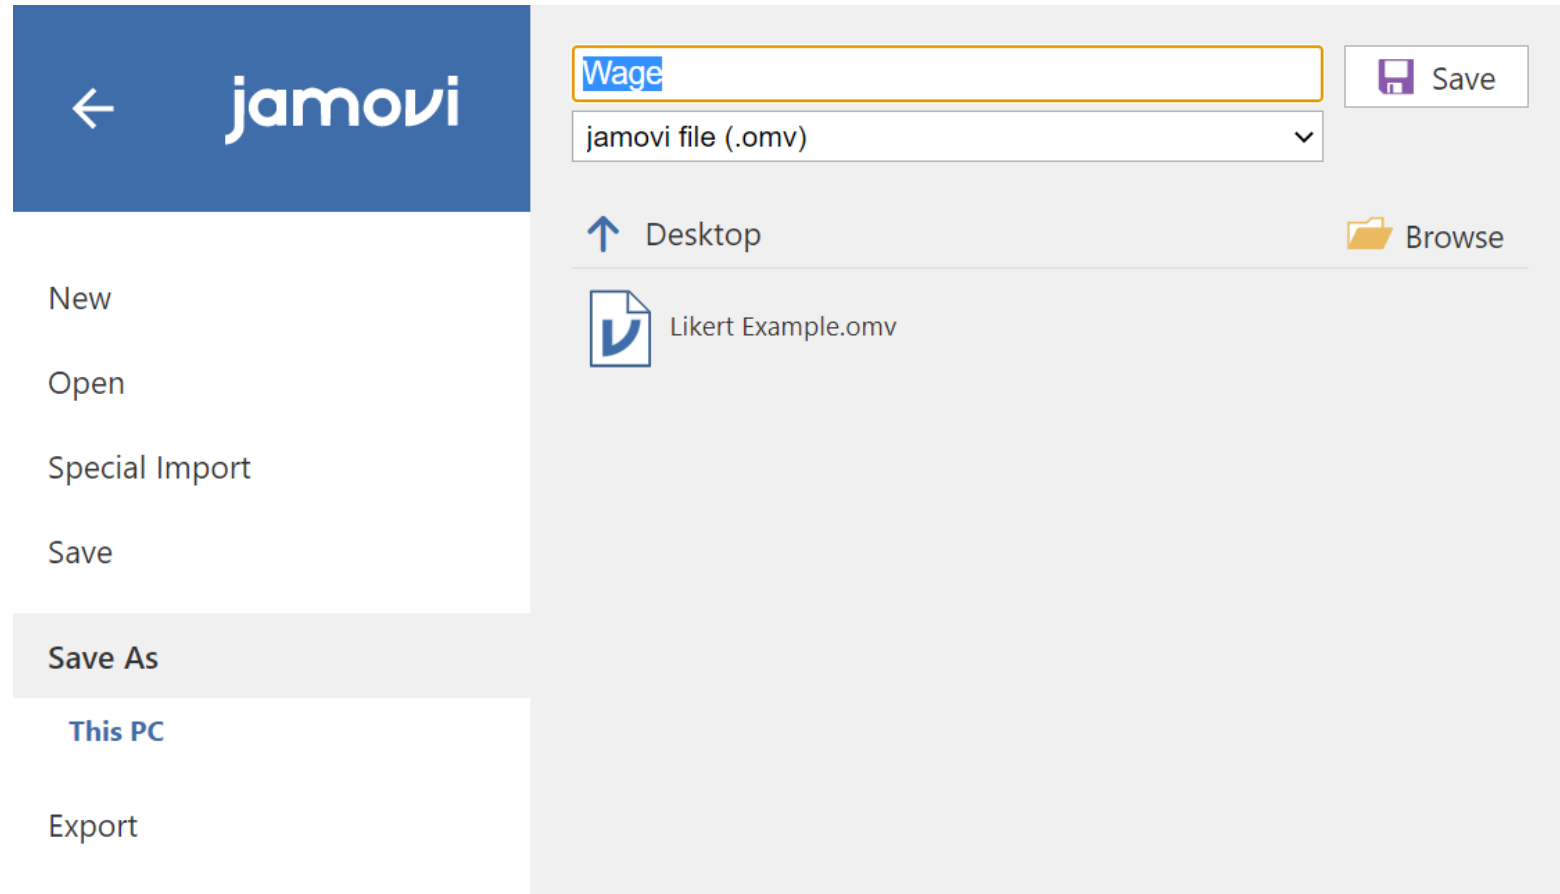 jamovi
New
Open
Special Import
Save
Save As
This PC
Export
Wage
Save
jamovi file (.omv)
Desktop
Browse
Likert Example.omv